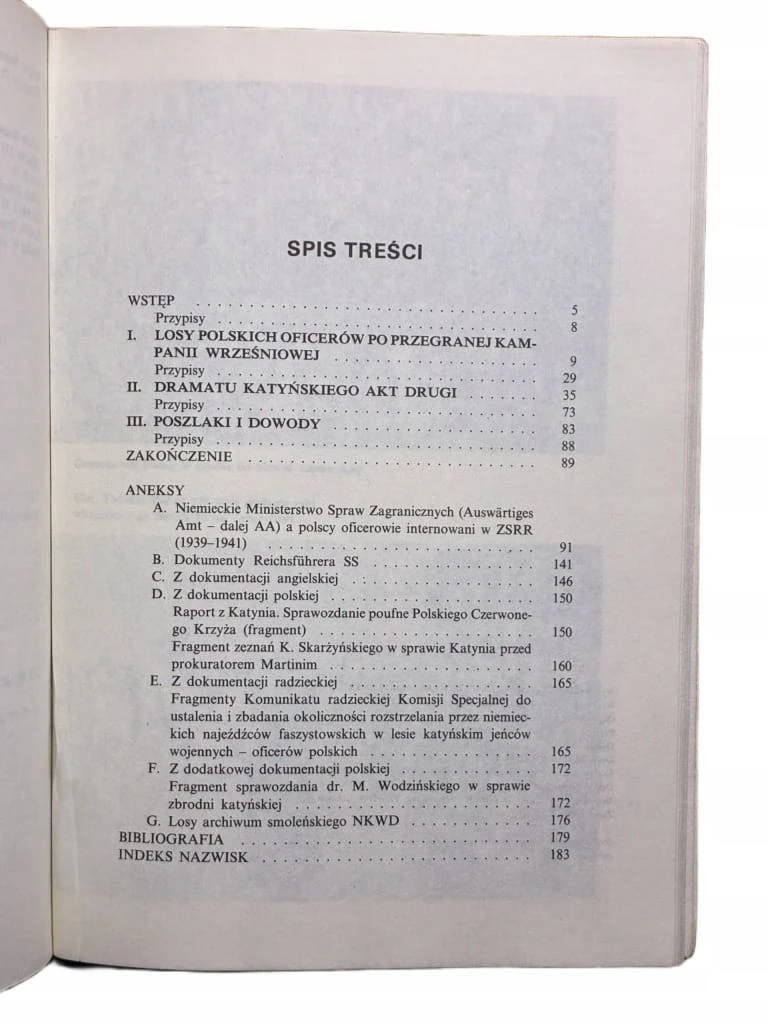 SPIS TREŚCI
WSTĘP . . . . . . . . . . . . . . . . . . . . . . . . . . 5
Przypisy . . . . . . . . . . . . . . . . . . . . . . . . 8
I. LOSY POLSKICH OFICERÓW PO PRZEGRANEJ KAM-
PANII WRZEŚNIOWEJ . . . . . . . . . . . . . . . . 9
Przypisy . . . . . . . . . . . . . . . . . . . . . . . . 29
II. DRAMATU KATYŃSKIEGO AKT DRUGI . . . . . . 35
Przypisy . . . . . . . . . . . . . . . . . . . . . . . . 73
III. POSZLAKI I DOWODY . . . . . . . . . . . . . . . . 83
Przypisy . . . . . . . . . . . . . . . . . . . . . . . . 88
ZAKOŃCZENIE . . . . . . . . . . . . . . . . . . . . . . 89
ANEKSY
A. Niemieckie Ministerstwo Spraw Zagranicznych (Auswärtiges
Amt – dalej AA) a polscy oficerowie internowani w ZSRR
(1939–1941) . . . . . . . . . . . . . . . . . . . . 91
B. Dokumenty Reichsführera SS . . . . . . . . . . . . 141
C. Z dokumentacji angielskiej . . . . . . . . . . . . . . 146
D. Z dokumentacji polskiej . . . . . . . . . . . . . . . . 150
Raport z Katynia. Sprawozdanie poufne Polskiego Czerwone-
go Krzyża (fragment) . . . . . . . . . . . . . . . . 150
Fragment zeznań K. Skarżyńskiego w sprawie Katynia przed
prokuratorem Martinim . . . . . . . . . . . . . . . . 160
E. Z dokumentacji radzieckiej . . . . . . . . . . . . . . 165
Fragmenty Komunikatu radzieckiej Komisji Specjalnej do
ustalenia i zbadania okoliczności rozstrzelania przez niemiec-
kich najeźdźców faszystowskich w lesie katyńskim jeńców
wojennych – oficerów polskich . . . . . . . . . . . . 165
F. Z dodatkowej dokumentacji polskiej . . . . . . . . . . 172
Fragment sprawozdania dr. M. Wodzińskiego w sprawie
zbrodni katyńskiej . . . . . . . . . . . . . . . . . . 172
G. Losy archiwum smoleńskiego NKWD . . . . . . . . . . 176
BIBLIOGRAFIA . . . . . . . . . . . . . . . . . . . . . . 179
INDEKS NAZWISK . . . . . . . . . . . . . . . . . . . . 183